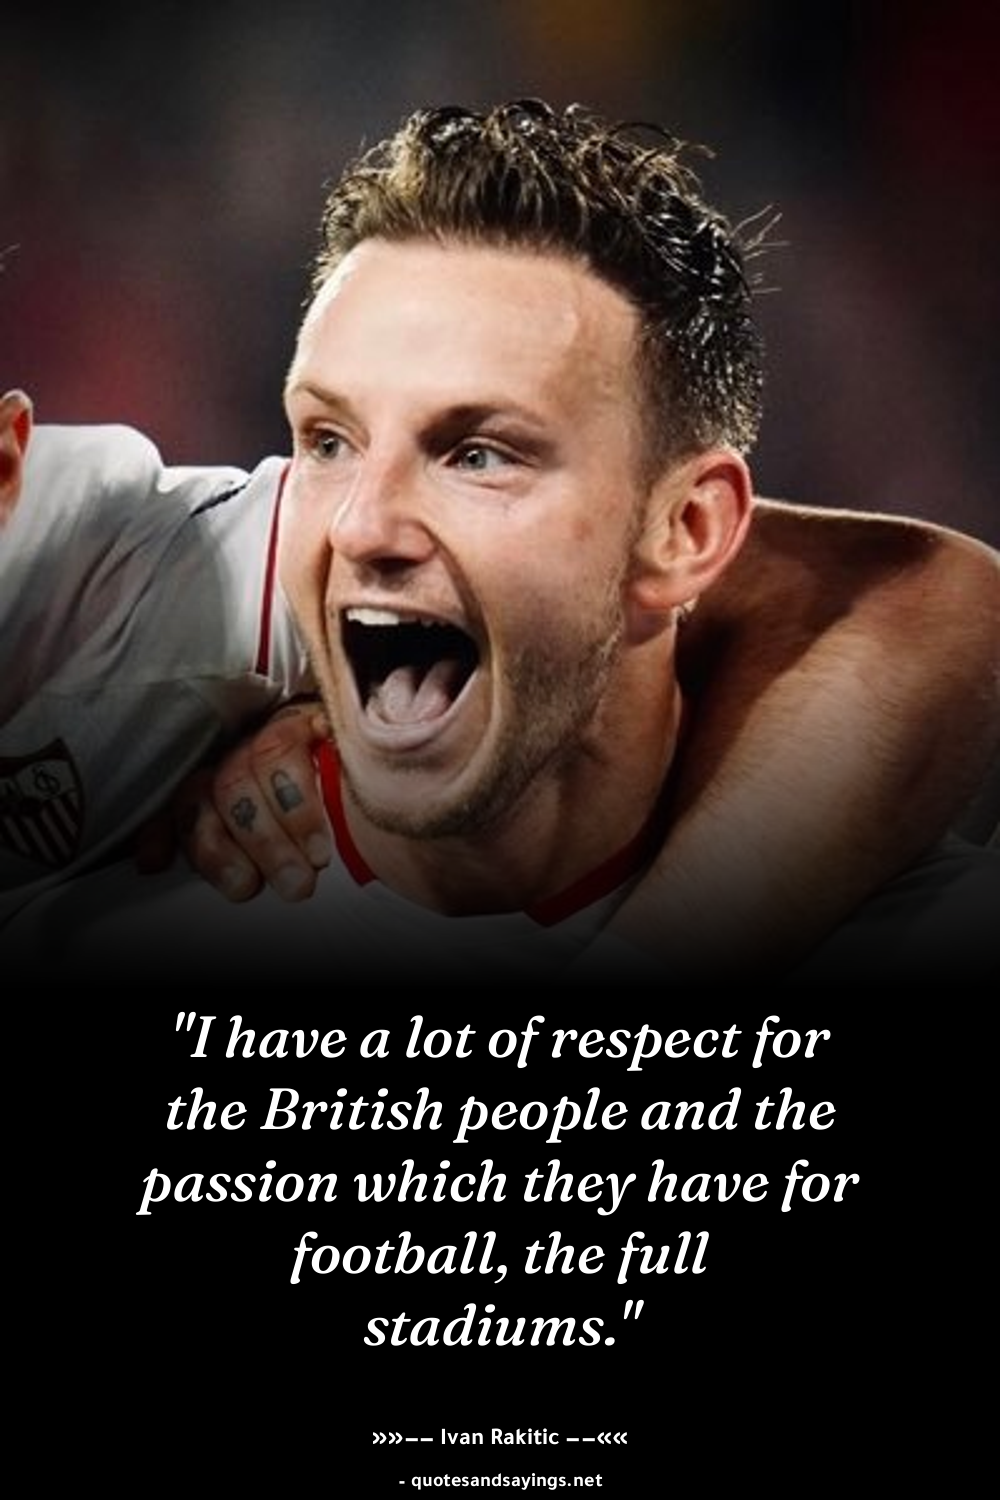 "I have a lot of respect for
the British people and the
passion which they have for
football, the full
stadiums."
»»–– Ivan Rakitic ––««
- quotesandsayings.net